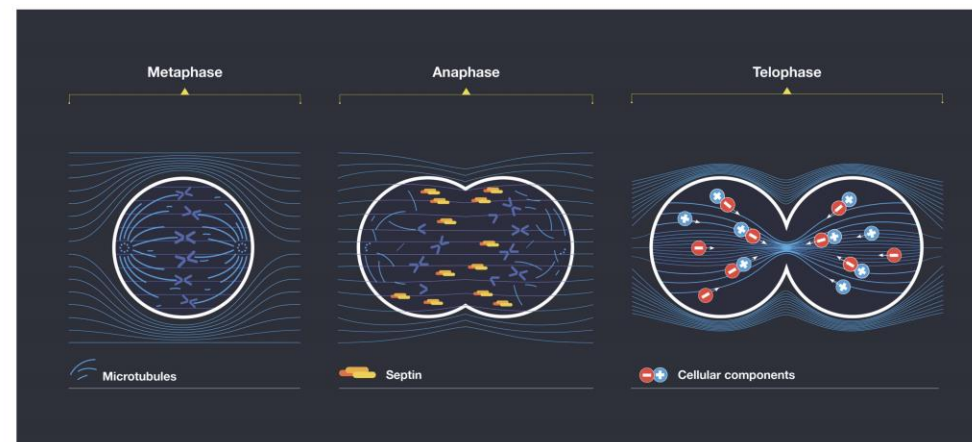 Metaphase
Anaphase
Telophase
Microtubules
Septin
Cellular components